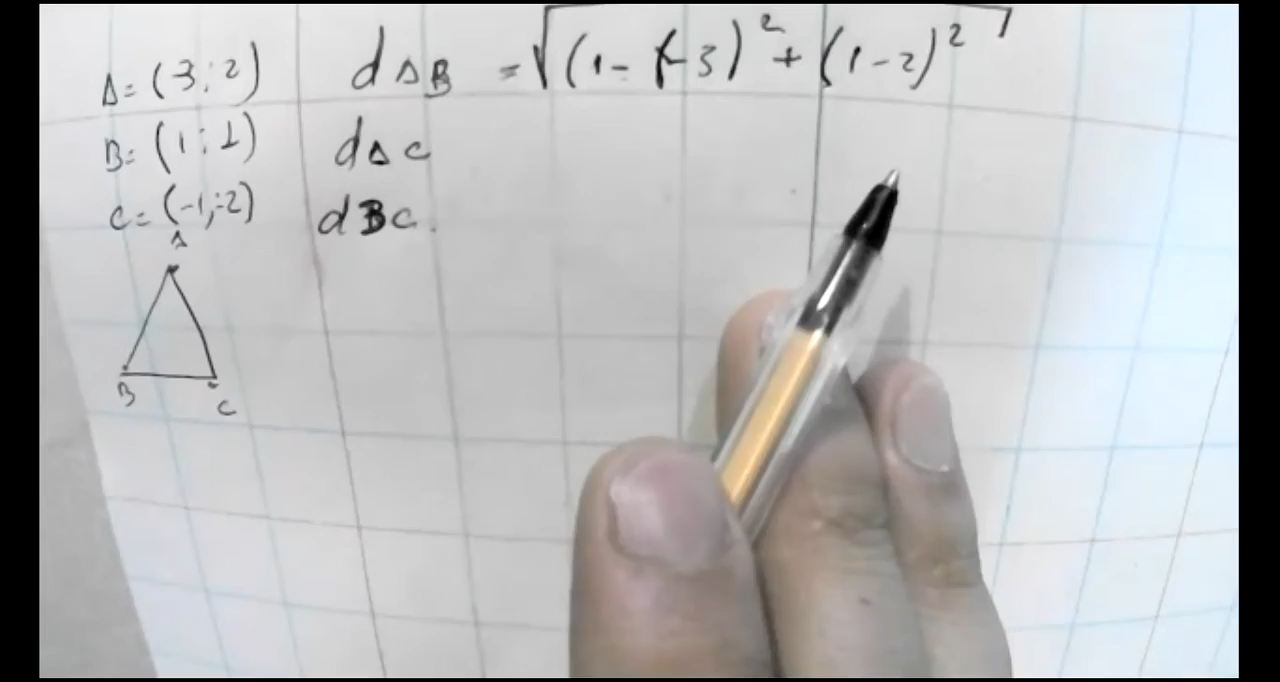 A = (-3; 2) dAB = √((1 - (-3)² + (1 - 2)²
B = (1; 1) dAC
C = (-1; -2) dBC.
A
B
C